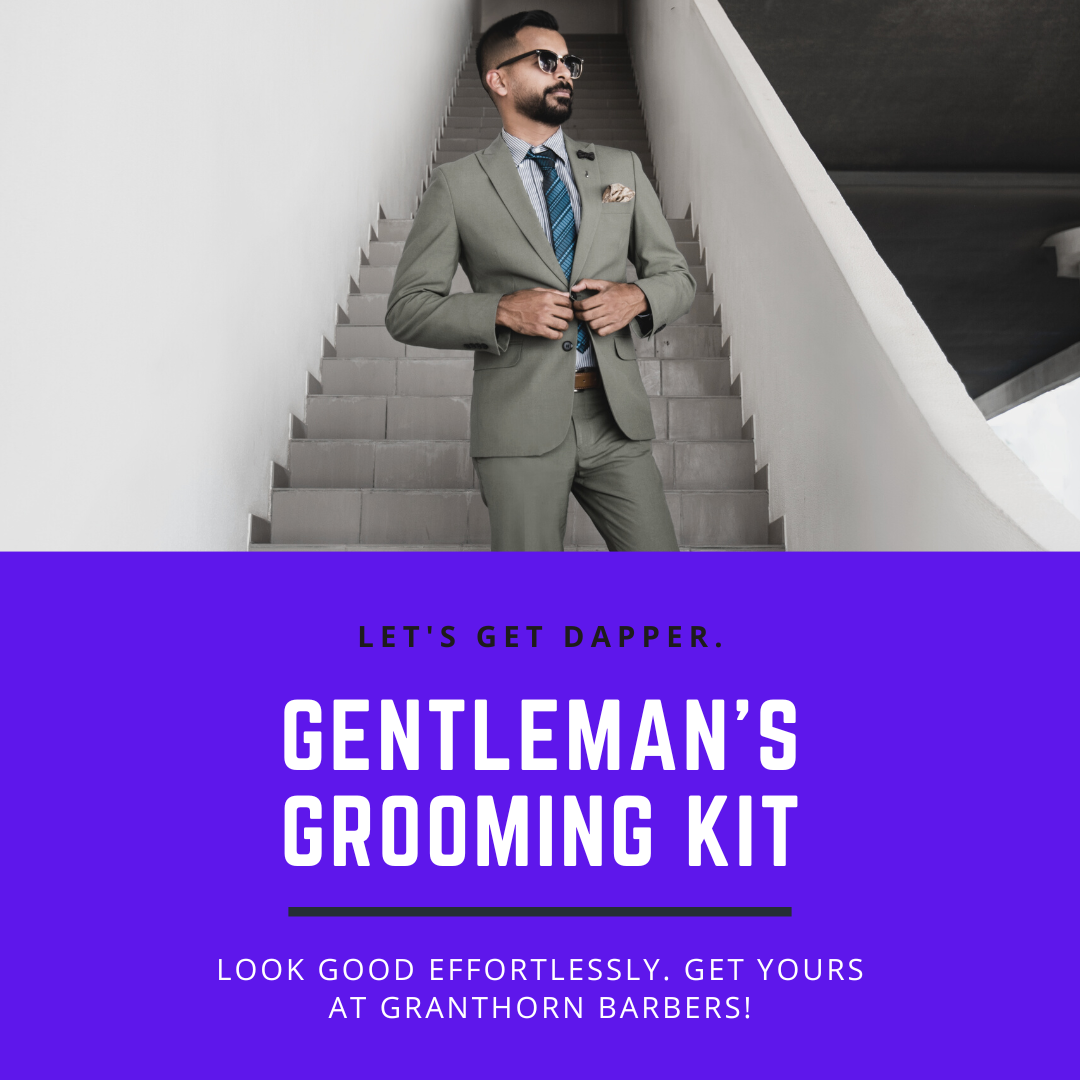 LET'S GET DAPPER.
GENTLEMAN’S
GROOMING KIT
LOOK GOOD EFFORTLESSLY. GET YOURS
AT GRANTHORN BARBERS!